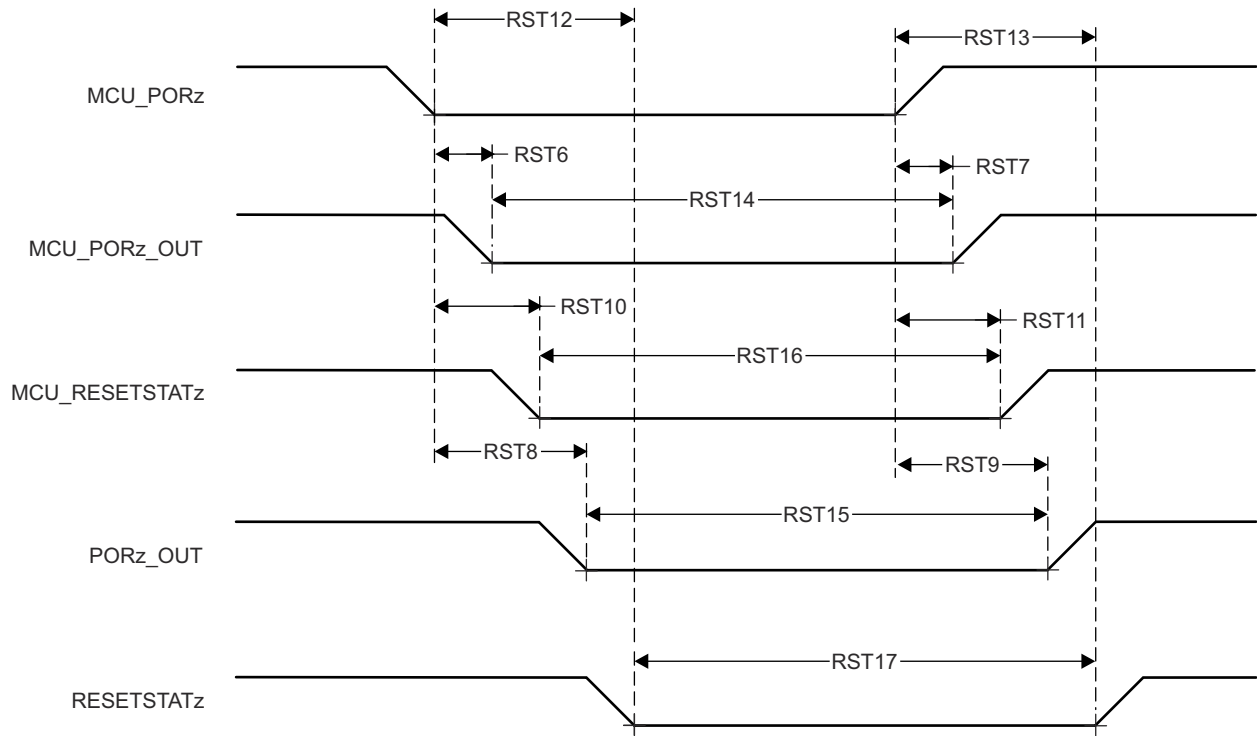 RST12
RST13
MCU_PORz
RST6
RST7
RST14
MCU_PORz_OUT
RST10
RST11
RST16
MCU_RESETSTATz
RST8
RST9
RST15
PORz_OUT
RST17
RESETSTATz